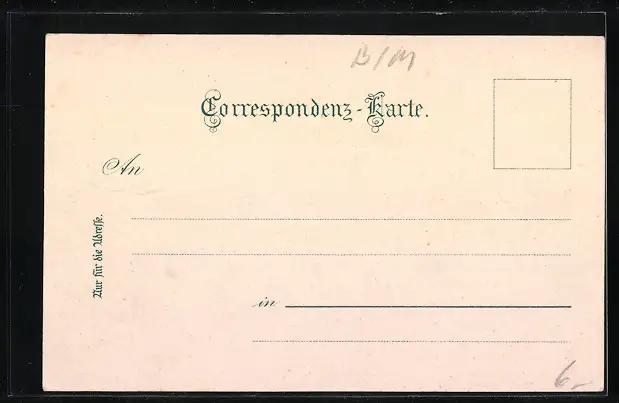 B/M
Correspondenz-Karte.
An
Nur für die Adresse.
in
6,-